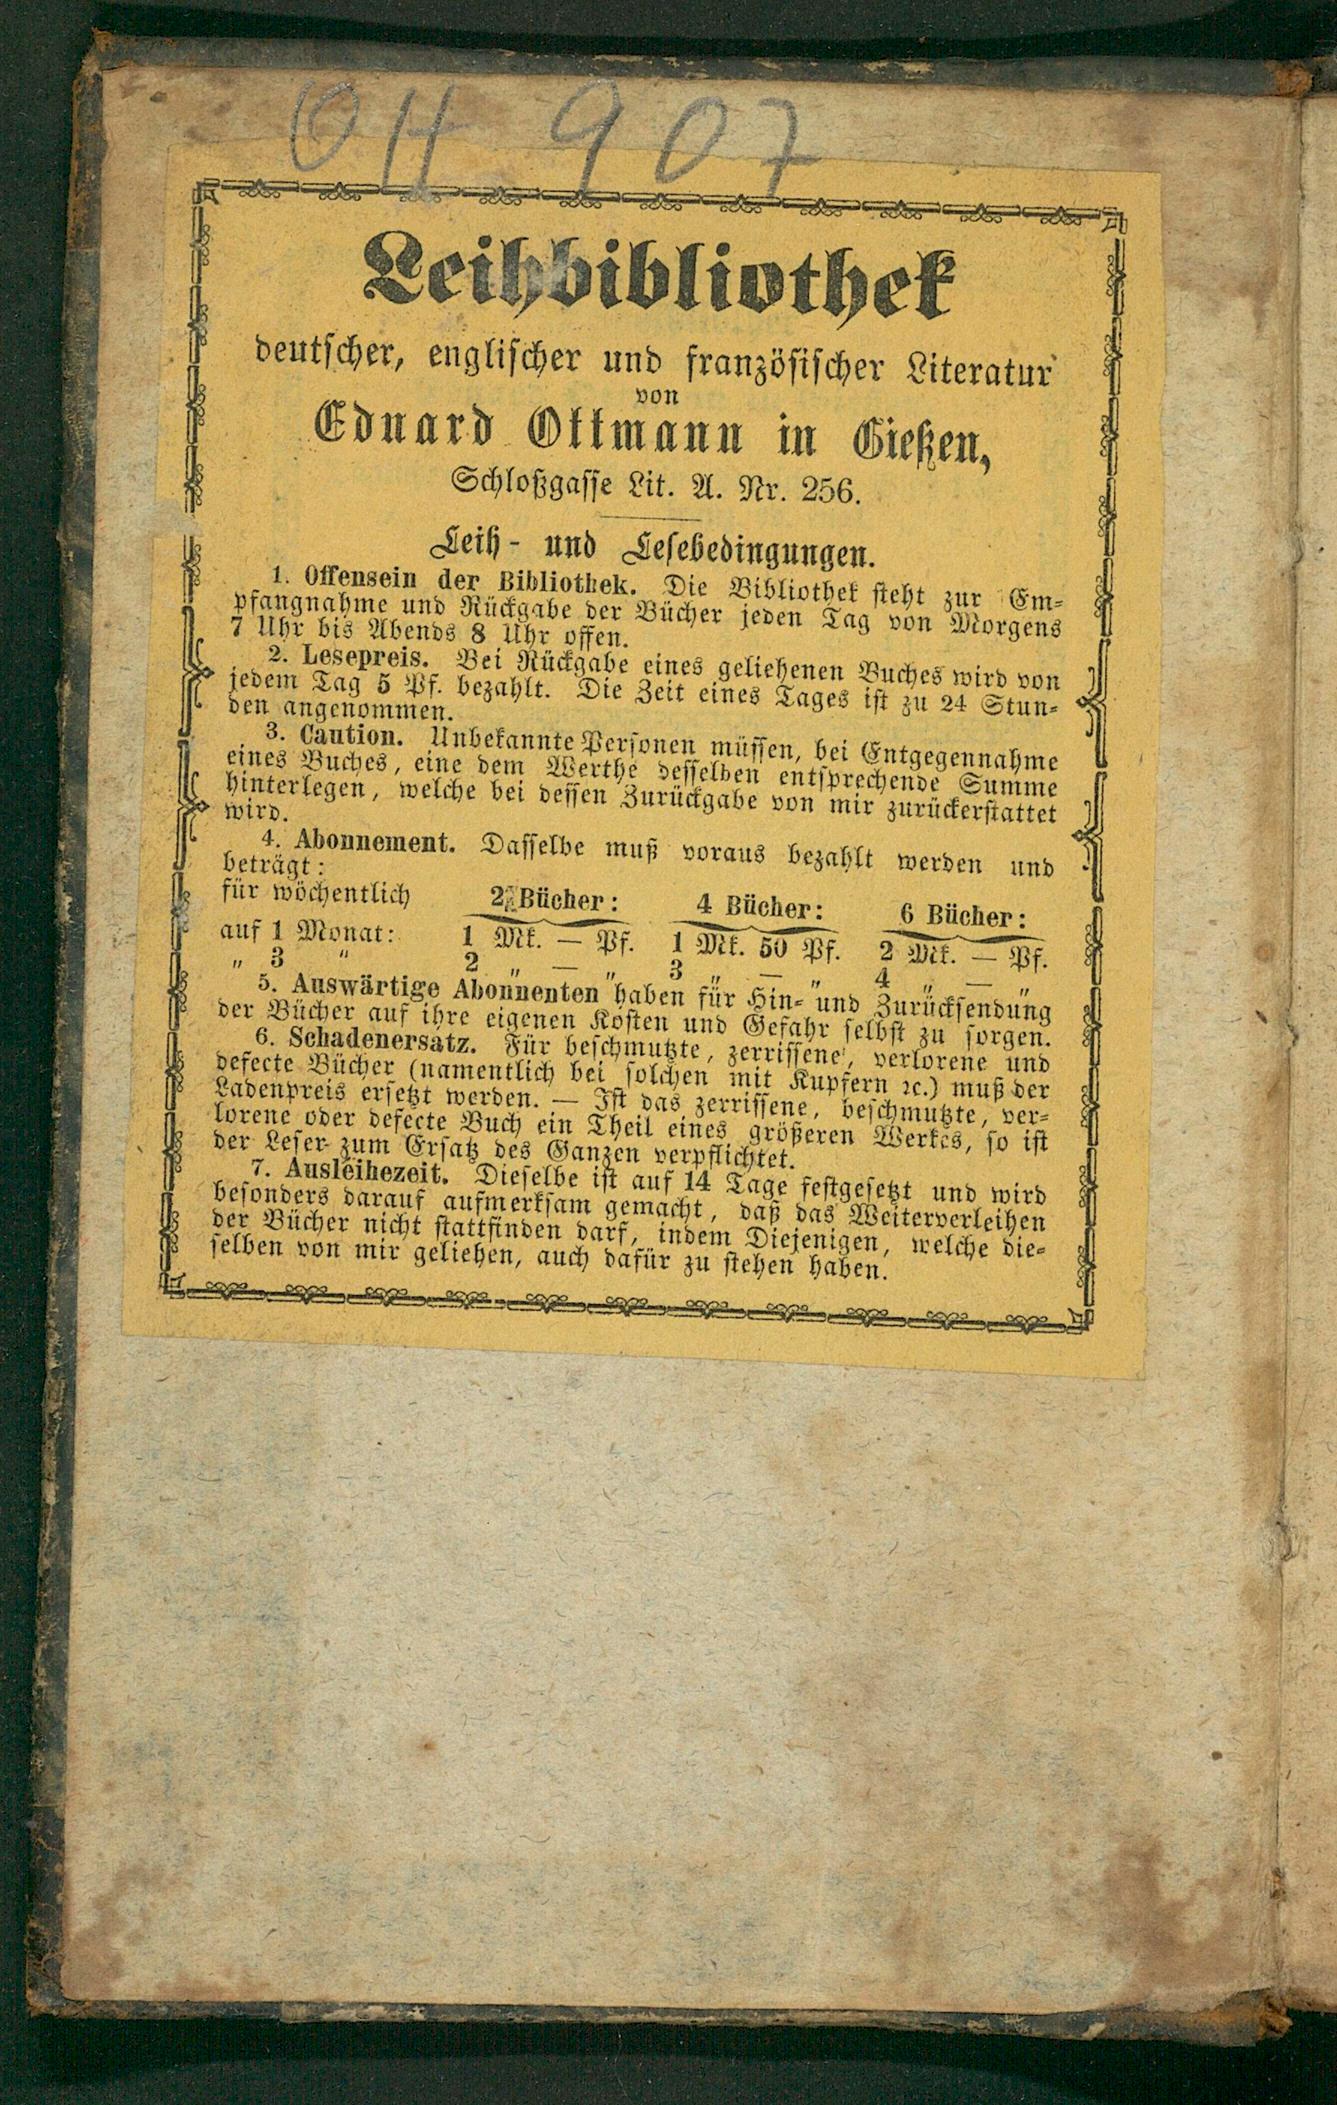 OH 907
Leihbibliothek
deutscher, englischer und französischer Literatur
von
Eduard Ottmann in Gießen,
Schloßgasse Lit. A. Nr. 256.
Leih- und Lesebedingungen.
1. Offensein der Bibliothek. Die Bibliothek steht zur Em-
pfangnahme und Rückgabe der Bücher jeden Tag von Morgens
7 Uhr bis Abends 8 Uhr offen.
2. Lesepreis. Bei Rückgabe eines geliehenen Buches wird von
jedem Tag 5 Pf. bezahlt. Die Zeit eines Tages ist zu 24 Stun-
den angenommen.
3. Caution. Unbekannte Personen müssen, bei Entgegennahme
eines Buches, eine dem Werthe desselben entsprechende Summe
hinterlegen, welche bei dessen Zurückgabe von mir zurückerstattet
wird.
4. Abonnement. Dasselbe muß voraus bezahlt werden und
beträgt:
für wöchentlich 2 Bücher: 4 Bücher: 6 Bücher:
auf 1 Monat: 1 Mk. — Pf. 1 Mk. 50 Pf. 2 Mk. — Pf.
„ 3 „ 2 „ — „ 3 „ — „ 4 „ — „
5. Auswärtige Abonnenten haben für Hin- und Zurücksendung
der Bücher auf ihre eigenen Kosten und Gefahr selbst zu sorgen.
6. Schadenersatz. Für beschmutzte, zerrissene, verlorene und
defecte Bücher (namentlich bei solchen mit Kupfern ꝛc.) muß der
Ladenpreis ersetzt werden. — Ist das zerrissene, beschmutzte, ver-
lorene oder defecte Buch ein Theil eines größeren Werkes, so ist
der Leser zum Ersatz des Ganzen verpflichtet.
7. Ausleihezeit. Dieselbe ist auf 14 Tage festgesetzt und wird
besonders darauf aufmerksam gemacht, daß das Weiterverleihen
der Bücher nicht stattfinden darf, indem Diejenigen, welche die-
selben von mir geliehen, auch dafür zu stehen haben.